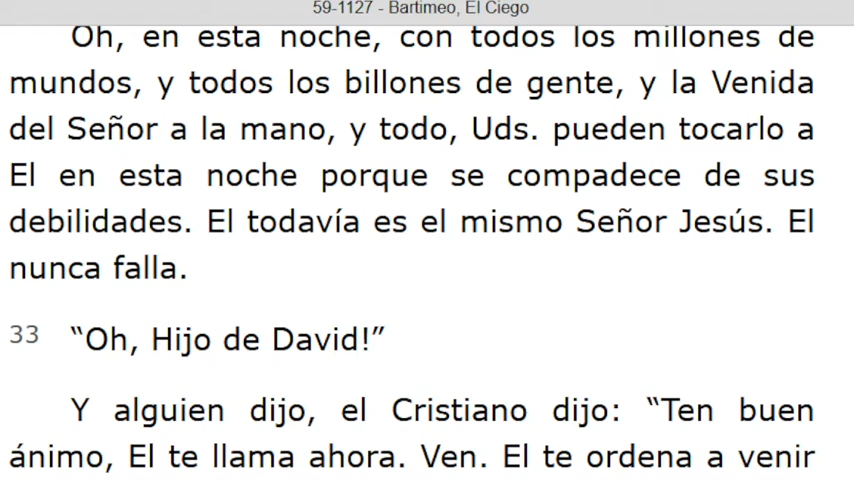 59-1127 - Bartimeo, El Ciego
Oh, en esta noche, con todos los millones de
mundos, y todos los billones de gente, y la Venida
del Señor a la mano, y todo, Uds. pueden tocarlo a
El en esta noche porque se compadece de sus
debilidades. El todavía es el mismo Señor Jesús. El
nunca falla.
33 “Oh, Hijo de David!”
Y alguien dijo, el Cristiano dijo: “Ten buen
ánimo, El te llama ahora. Ven. El te ordena a venir